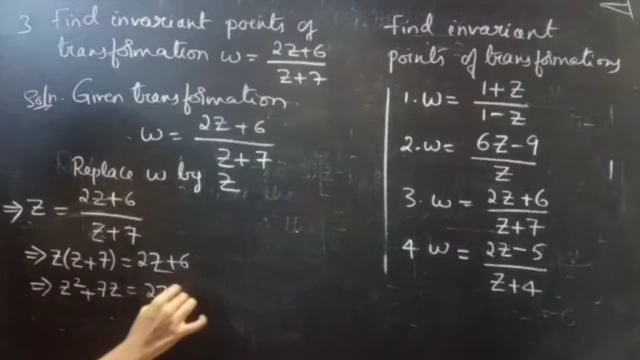 3 Find invariant points of
transformation w = (2z+6)/(z+7)
Soln. Given transformation
w = (2z+6)/(z+7)
Replace w by z
⇒ z = (2z+6)/(z+7)
⇒ z(z+7) = 2z+6
⇒ z²+7z = 2z
Find invariant
points of transformations
1. w = (1+z)/(1-z)
2. w = (6z-9)/z
3. w = (2z+6)/(z+7)
4 w = (2z-5)/(z+4)